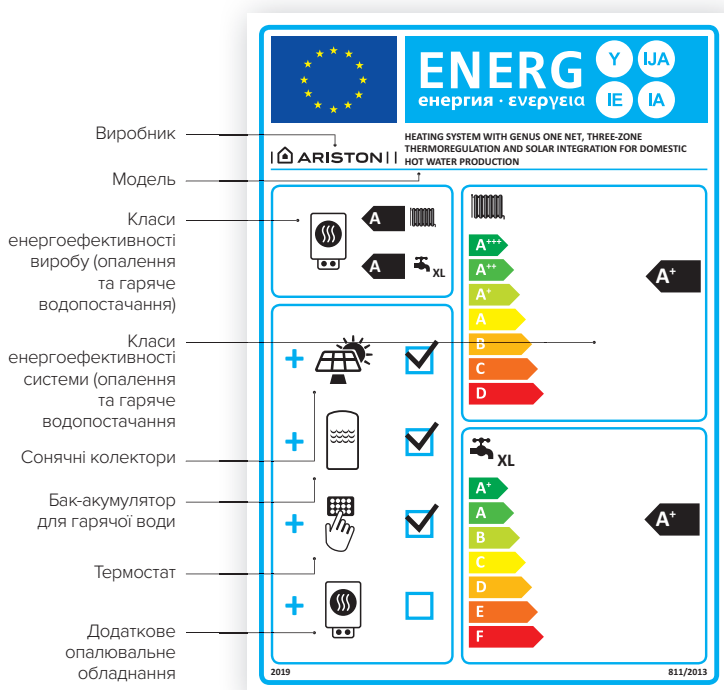 Виробник
Модель
Класи
енергоефективності
виробу (опалення
та гаряче
водопостачання)
Класи
енергоефективності
системи (опалення
та гаряче
водопостачання
Сонячні колектори
Бак-акумулятор
для гарячої води
Термостат
Додаткове
опалювальне
обладнання
ENERG
енергия · ενεργεια
Y
IJA
IE
IA
ARISTON
HEATING SYSTEM WITH GENUS ONE NET, THREE-ZONE
THERMOREGULATION AND SOLAR INTEGRATION FOR DOMESTIC
HOT WATER PRODUCTION
A
A
XL
+
+
+
+
A+++
A++
A+
A
B
C
D
A+
XL
A+
A
B
C
D
E
F
A+
2019
811/2013